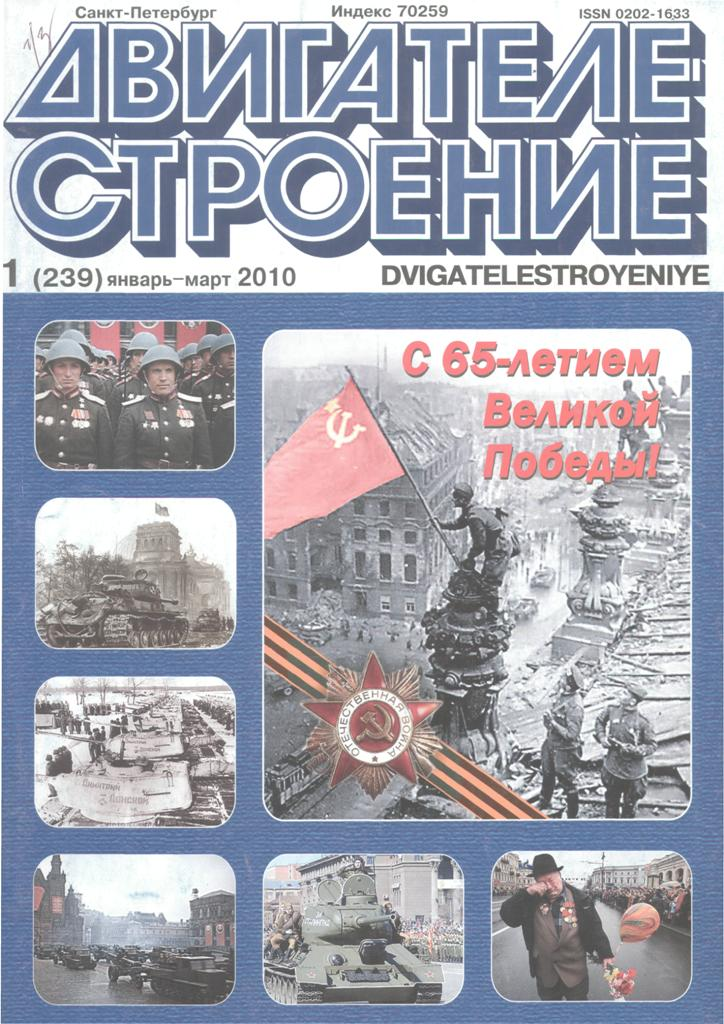 Санкт-Петербург
Индекс 70259
ISSN 0202-1633
ДВИГАТЕЛЕ-
СТРОЕНИЕ
1 (239) январь–март 2010
DVIGATELESTROYENIYE
С 65-летием
Великой
Победы!
ОТЕЧЕСТВЕННАЯ ВОЙНА
Димитрий
Донской